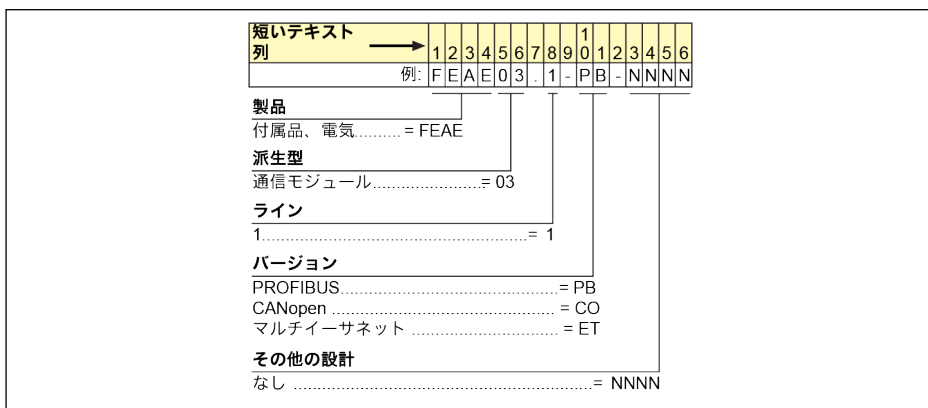 短いテキスト
列
1 2 3 4 5 6 7 8 9 10 1 2 3 4 5 6
例: F E A E 0 3 . 1 - P B - N N N N
製品
付属品、電気.......... = FEAE
派生型
通信モジュール.......................= 03
ライン
1........................................................= 1
バージョン
PROFIBUS.............................................= PB
CANopen .............................................. = CO
マルチイーサネット .............................. = ET
その他の設計
なし .............................................................= NNNN